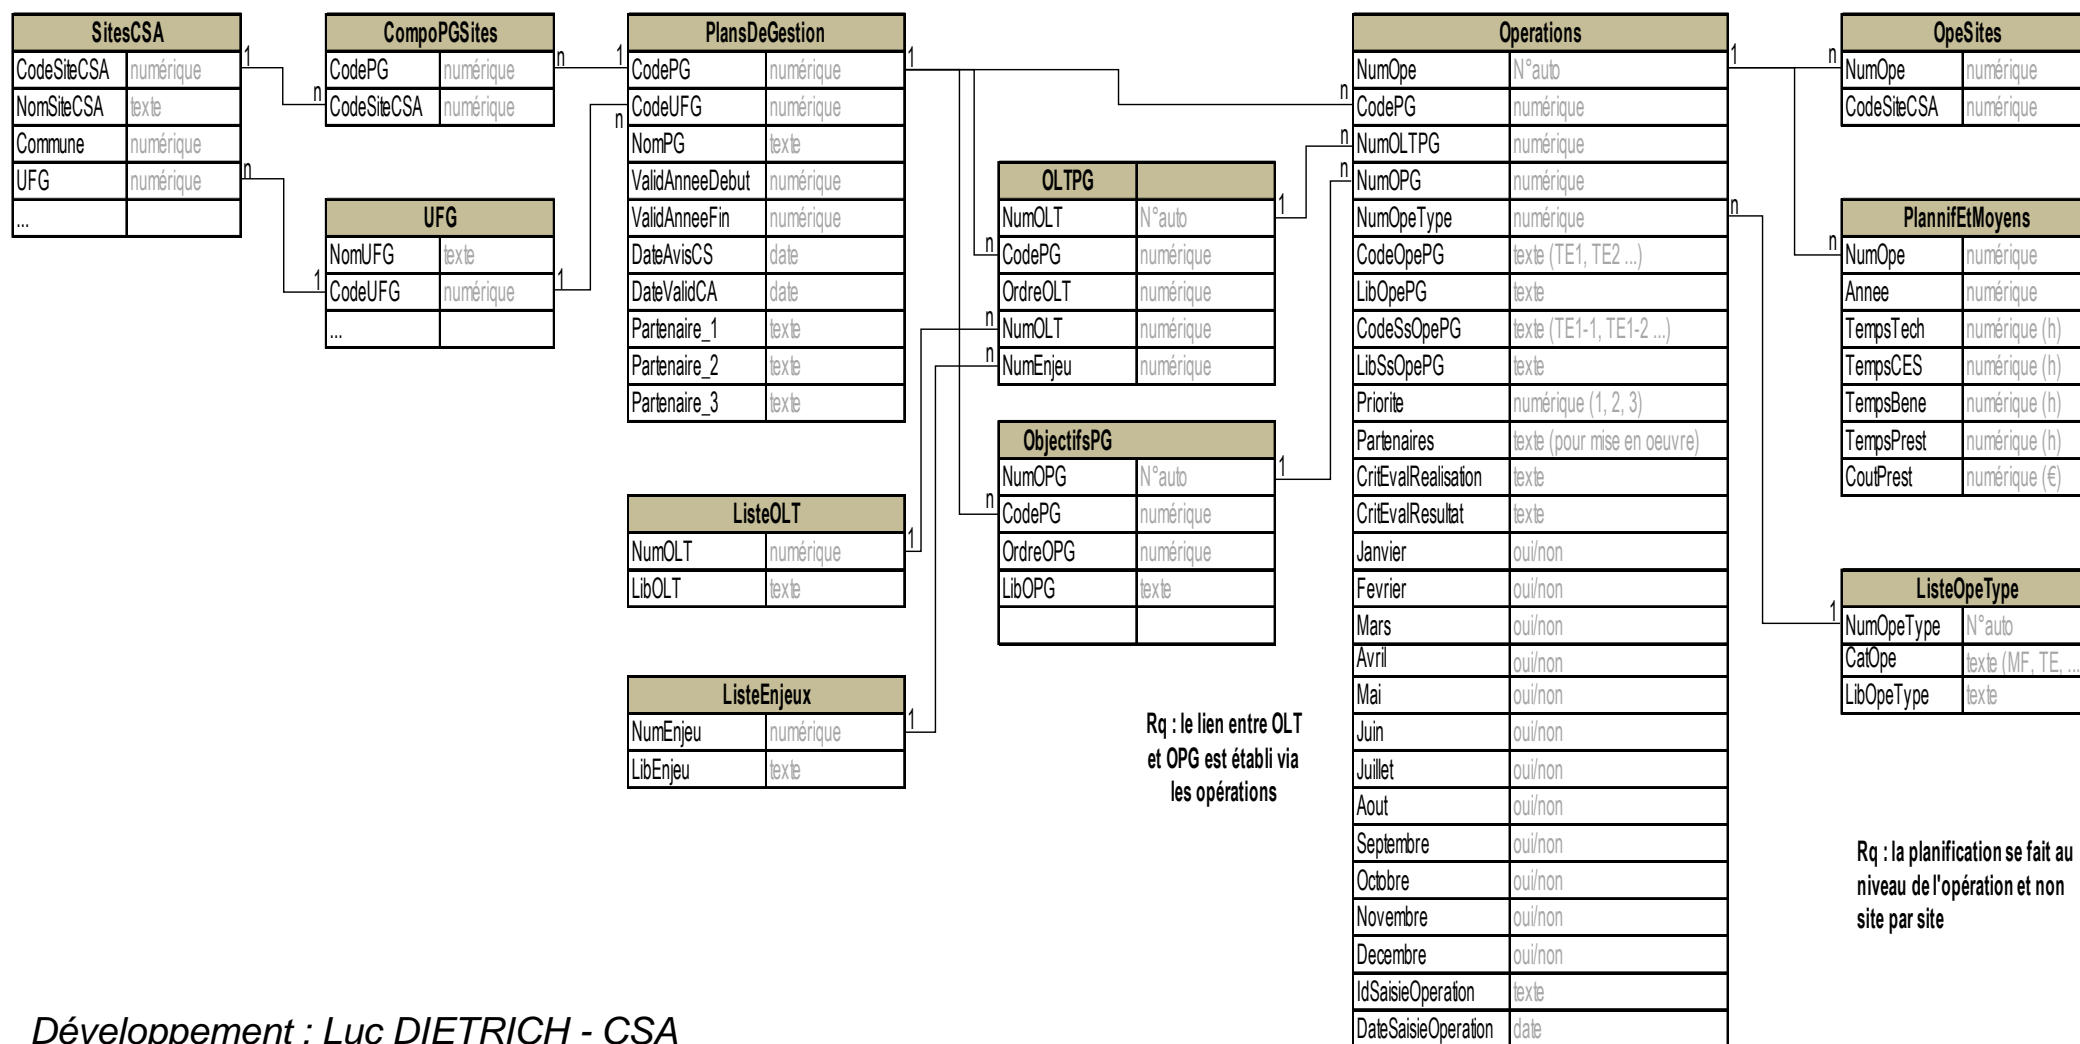 SitesCSA
CodeSiteCSA numérique
NomSiteCSA texte
Commune numérique
UFG numérique
...
1
n
CompoPGSites
CodePG numérique
CodeSiteCSA numérique
n
n
UFG
NomUFG texte
CodeUFG numérique
...
1
1
PlansDeGestion
CodePG numérique
CodeUFG numérique
NomPG texte
ValidAnneeDebut numérique
ValidAnneeFin numérique
DateAvisCS date
DateValidCA date
Partenaire_1 texte
Partenaire_2 texte
Partenaire_3 texte
1
n
1
ListeOLT
NumOLT numérique
LibOLT texte
1
ListeEnjeux
NumEnjeu numérique
LibEnjeu texte
1
OLTPG
NumOLT N°auto
CodePG numérique
OrdreOLT numérique
NumOLT numérique
NumEnjeu numérique
n
n
n
1
ObjectifsPG
NumOPG N°auto
CodePG numérique
OrdreOPG numérique
LibOPG texte
n
1
Rq : le lien entre OLT
et OPG est établi via
les opérations
Operations
NumOpe N°auto
CodePG numérique
NumOLTPG numérique
NumOPG numérique
NumOpeType numérique
CodeOpePG texte (TE1, TE2 ...)
LibOpePG texte
CodeSsOpePG texte (TE1-1, TE1-2 ...)
LibSsOpePG texte
Priorite numérique (1, 2, 3)
Partenaires texte (pour mise en oeuvre)
CritEvalRealisation texte
CritEvalResultat texte
Janvier oui/non
Fevrier oui/non
Mars oui/non
Avril oui/non
Mai oui/non
Juin oui/non
Juillet oui/non
Aout oui/non
Septembre oui/non
Octobre oui/non
Novembre oui/non
Decembre oui/non
IdSaisieOperation texte
DateSaisieOperation date
n
n
n
1
n
OpeSites
NumOpe numérique
CodeSiteCSA numérique
n
PlannifEtMoyens
NumOpe numérique
Annee numérique
TempsTech numérique (h)
TempsCES numérique (h)
TempsBene numérique (h)
TempsPrest numérique (h)
CoutPrest numérique (€)
n
ListeOpeType
NumOpeType N°auto
CatOpe texte (MF, TE, ...
LibOpeType texte
1
Rq : la planification se fait au
niveau de l'opération et non
site par site
Développement : Luc DIETRICH - CSA